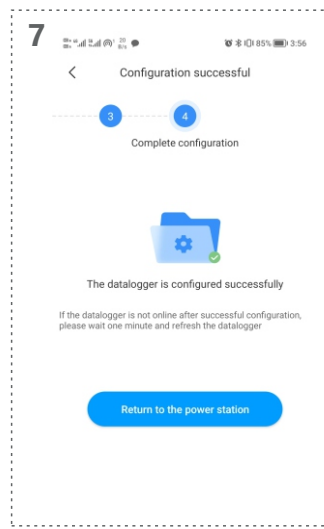 7
85% 3:56
Configuration successful
3 4
Complete configuration
The datalogger is configured successfully
If the datalogger is not online after successful configuration,
please wait one minute and refresh the datalogger
Return to the power station